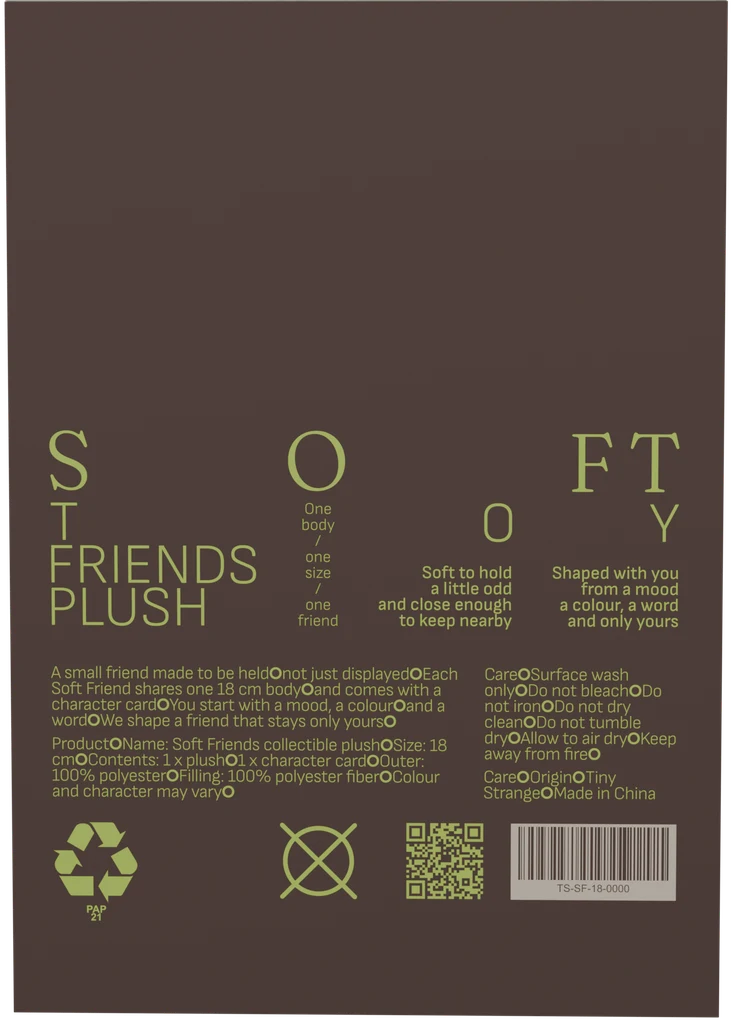 S O F T
T O Y
FRIENDS
PLUSH
One
body
/
one
size
/
one
friend
Soft to hold
a little odd
and close enough
to keep nearby
Shaped with you
from a mood
a colour, a word
and only yours
A small friend made to be heldOnot just displayedOEach
Soft Friend shares one 18 cm bodyOand comes with a
character cardOYou start with a mood, a colourOand a
wordOWe shape a friend that stays only yoursO
ProductOName: Soft Friends collectible plushOSize: 18
cmOContents: 1 x plushO1 x character cardOOuter:
100% polyesterOFilling: 100% polyester fiberOColour
and character may varyO
CareOSurface wash
onlyODo not bleachODo
not ironODo not dry
cleanODo not tumble
dryOAllow to air dryOKeep
away from fireO
CareOOriginOTiny
StrangeOMade in China
PAP
21
TS-SF-18-0000